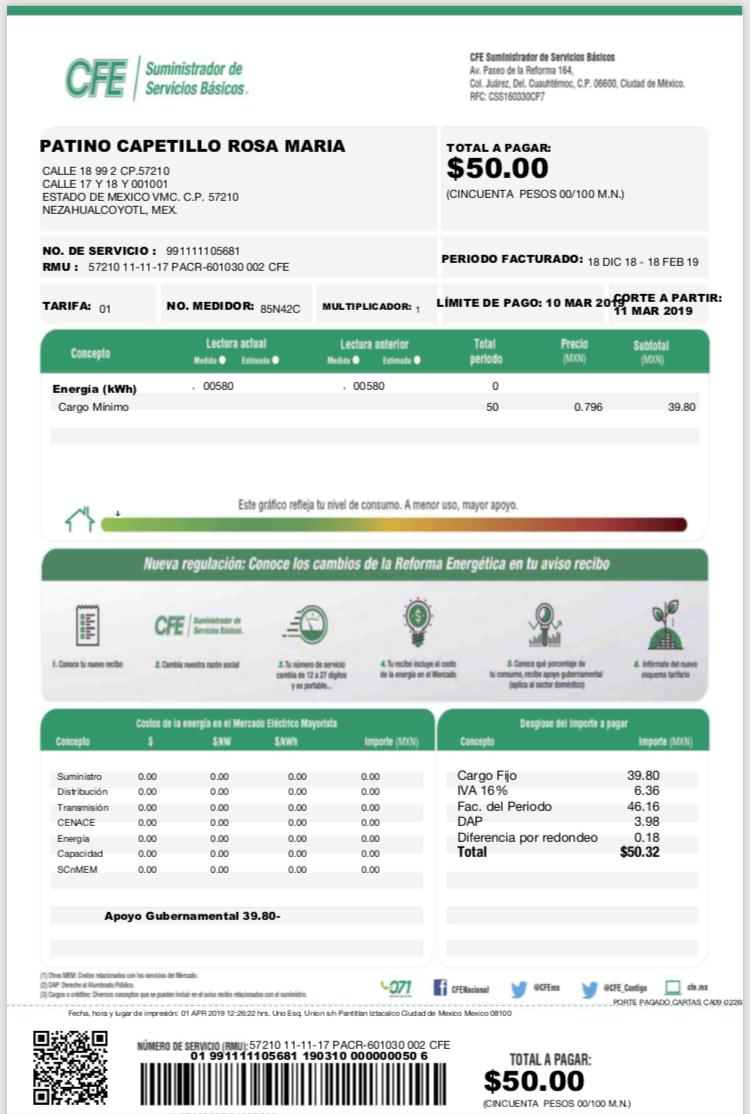 CFE Suministrador de
Servicios Básicos.
CFE Suministrador de Servicios Básicos
Av. Paseo de la Reforma 164,
Col. Juárez, Del. Cuauhtémoc, C.P. 06600, Ciudad de México.
RFC: CSS160330CP7
PATINO CAPETILLO ROSA MARIA
CALLE 18 99 2 CP.57210
CALLE 17 Y 18 Y 001001
ESTADO DE MEXICO VMC. C.P. 57210
NEZAHUALCOYOTL, MEX.
TOTAL A PAGAR:
$50.00
(CINCUENTA PESOS 00/100 M.N.)
NO. DE SERVICIO : 991111105681
RMU : 57210 11-11-17 PACR-601030 002 CFE
PERIODO FACTURADO: 18 DIC 18 - 18 FEB 19
TARIFA: 01 NO. MEDIDOR: 85N42C MULTIPLICADOR: 1 LÍMITE DE PAGO: 10 MAR 2019 CORTE A PARTIR:
11 MAR 2019
Concepto Lectura actual Lectura anterior Total Precio Subtotal
Medida Estimada Medida Estimada periodo (MXN) (MXN)
Energía (kWh) 00580 00580 0
Cargo Mínimo 50 0.796 39.80
Este gráfico refleja tu nivel de consumo. A menor uso, mayor apoyo.
Nueva regulación: Conoce los cambios de la Reforma Energética en tu aviso recibo
CFE Suministrador de
Servicios Básicos.
1. Conoce tu nuevo recibo
2. Cambia nuestra razón social
3. Tu número de servicio
cambia de 12 a 27 dígitos
y es portable...
4. Tu recibo incluye el costo
de la energía en el Mercado
5. Conoce qué porcentaje de
tu consumo, recibe apoyo gubernamental
(aplica al sector doméstico)
6. Infórmate del nuevo
esquema tarifario
Costos de la energía en el Mercado Eléctrico Mayorista
Concepto $ $/kW $/kWh Importe (MXN)
Suministro 0.00 0.00 0.00 0.00
Distribución 0.00 0.00 0.00 0.00
Transmisión 0.00 0.00 0.00 0.00
CENACE 0.00 0.00 0.00 0.00
Energía 0.00 0.00 0.00 0.00
Capacidad 0.00 0.00 0.00 0.00
SCnMEM 0.00 0.00 0.00 0.00
Apoyo Gubernamental 39.80-
Desglose del importe a pagar
Concepto Importe (MXN)
Cargo Fijo 39.80
IVA 16% 6.36
Fac. del Periodo 46.16
DAP 3.98
Diferencia por redondeo 0.18
Total $50.32
(1) Otros MEM: Costos relacionados con los servicios del Mercado.
(2) DAP: Derecho al Alumbrado Público.
(3) Cargos o créditos: Diversos conceptos que se pueden incluir en el aviso recibo relacionados con el suministro.
071 CFENacional @CFEmx @CFE_Contigo cfe.mx
PORTE PAGADO CARTAS CA09-0226
Fecha, hora y lugar de impresión: 01 APR 2019 12:26:22 hrs. Uno Esq. Union s/n Pantitlan Iztacalco Ciudad de Mexico Mexico 08100
NÚMERO DE SERVICIO (RMU): 57210 11-11-17 PACR-601030 002 CFE
01 991111105681 190310 000000050 6
TOTAL A PAGAR:
$50.00
(CINCUENTA PESOS 00/100 M.N.)